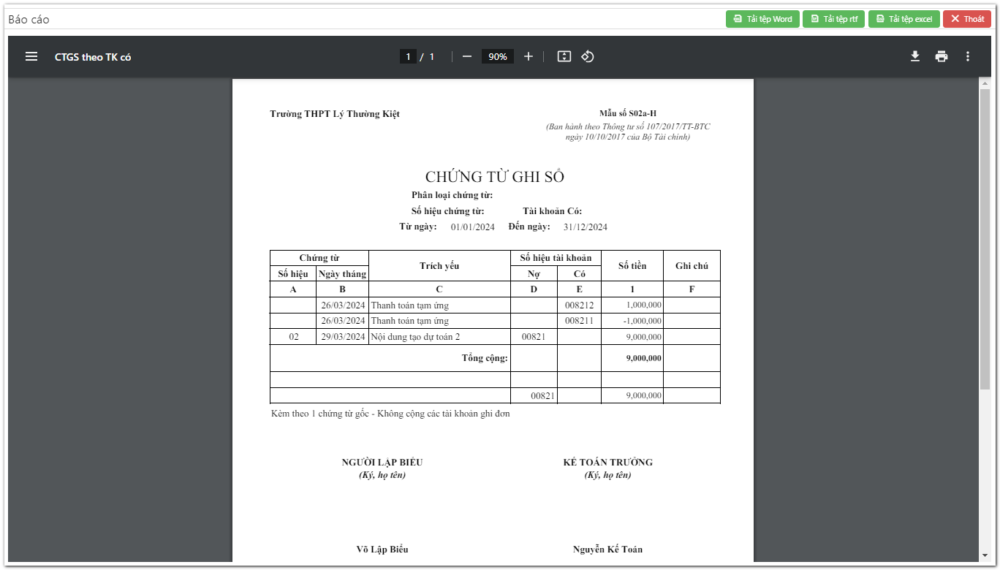 Báo cáo
Tải tệp Word
Tải tệp rtf
Tải tệp excel
Thoát
CTGS theo TK có
1 / 1
90%
Trường THPT Lý Thường Kiệt
Mẫu số S02a-H
(Ban hành theo Thông tư số 107/2017/TT-BTC
ngày 10/10/2017 của Bộ Tài chính)
CHỨNG TỪ GHI SỔ
Phân loại chứng từ:
Số hiệu chứng từ: Tài khoản Có:
Từ ngày: 01/01/2024 Đến ngày: 31/12/2024
Chứng từ Trích yếu Số hiệu tài khoản Số tiền Ghi chú
Số hiệu Ngày tháng Nợ Có
A B C D E 1 F
26/03/2024 Thanh toán tạm ứng 008212 1,000,000
26/03/2024 Thanh toán tạm ứng 008211 -1,000,000
02 29/03/2024 Nội dung tạo dự toán 2 00821 9,000,000
Tổng cộng: 9,000,000
00821 9,000,000
Kèm theo 1 chứng từ gốc - Không cộng các tài khoản ghi đơn
NGƯỜI LẬP BIỂU KẾ TOÁN TRƯỞNG
(Ký, họ tên) (Ký, họ tên)
Võ Lập Biểu Nguyễn Kế Toán